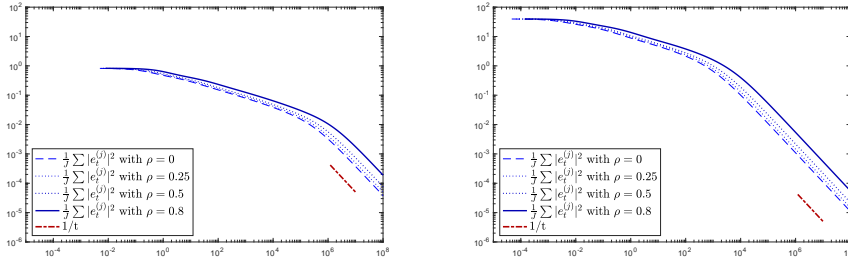 10^2
10^1
10^0
10^-1
10^-2
10^-3
10^-4
10^-5
10^-6
1/J ∑ |e_t^(j)|^2 with ρ = 0
1/J ∑ |e_t^(j)|^2 with ρ = 0.25
1/J ∑ |e_t^(j)|^2 with ρ = 0.5
1/J ∑ |e_t^(j)|^2 with ρ = 0.8
1/t
10^-4 10^-2 10^0 10^2 10^4 10^6 10^8
10^2
10^1
10^0
10^-1
10^-2
10^-3
10^-4
10^-5
10^-6
1/J ∑ |e_t^(j)|^2 with ρ = 0
1/J ∑ |e_t^(j)|^2 with ρ = 0.25
1/J ∑ |e_t^(j)|^2 with ρ = 0.5
1/J ∑ |e_t^(j)|^2 with ρ = 0.8
1/t
10^-4 10^-2 10^0 10^2 10^4 10^6